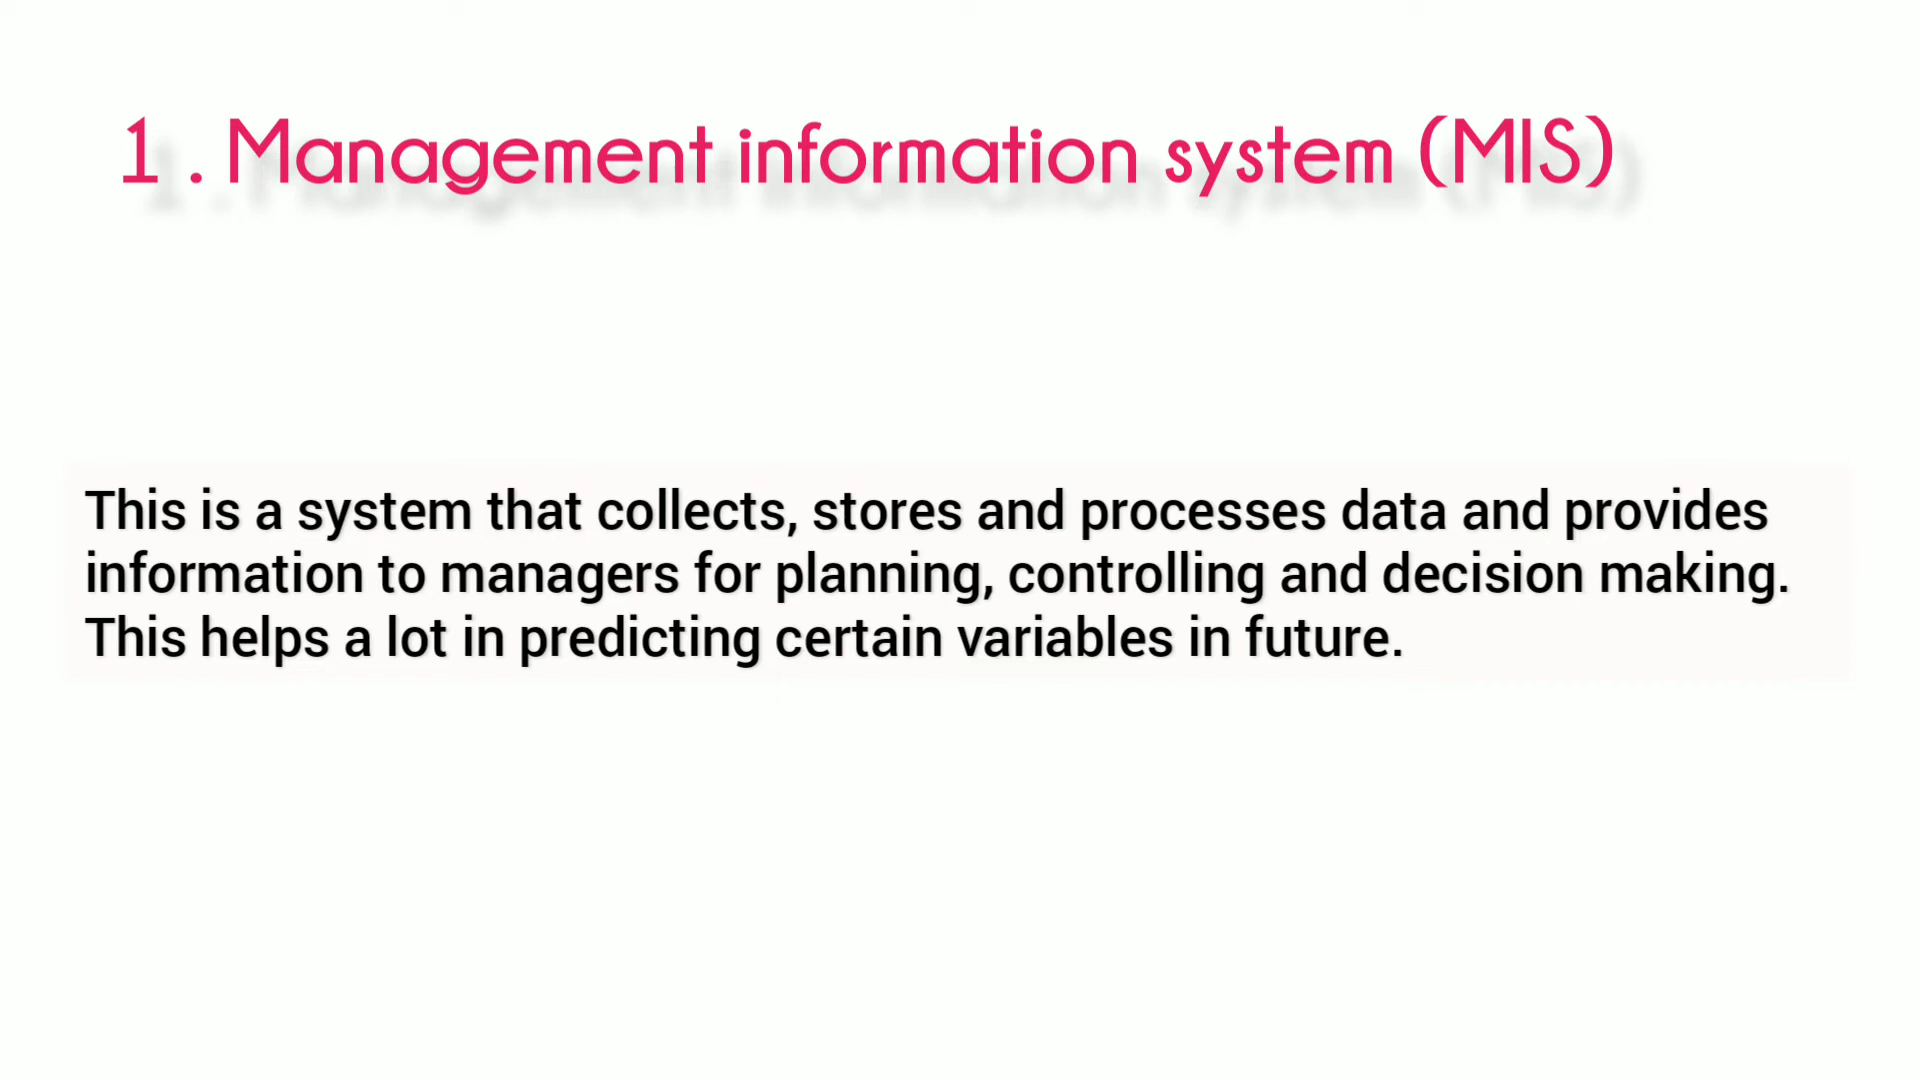 1 . Management information system (MIS)
This is a system that collects, stores and processes data and provides
information to managers for planning, controlling and decision making.
This helps a lot in predicting certain variables in future.